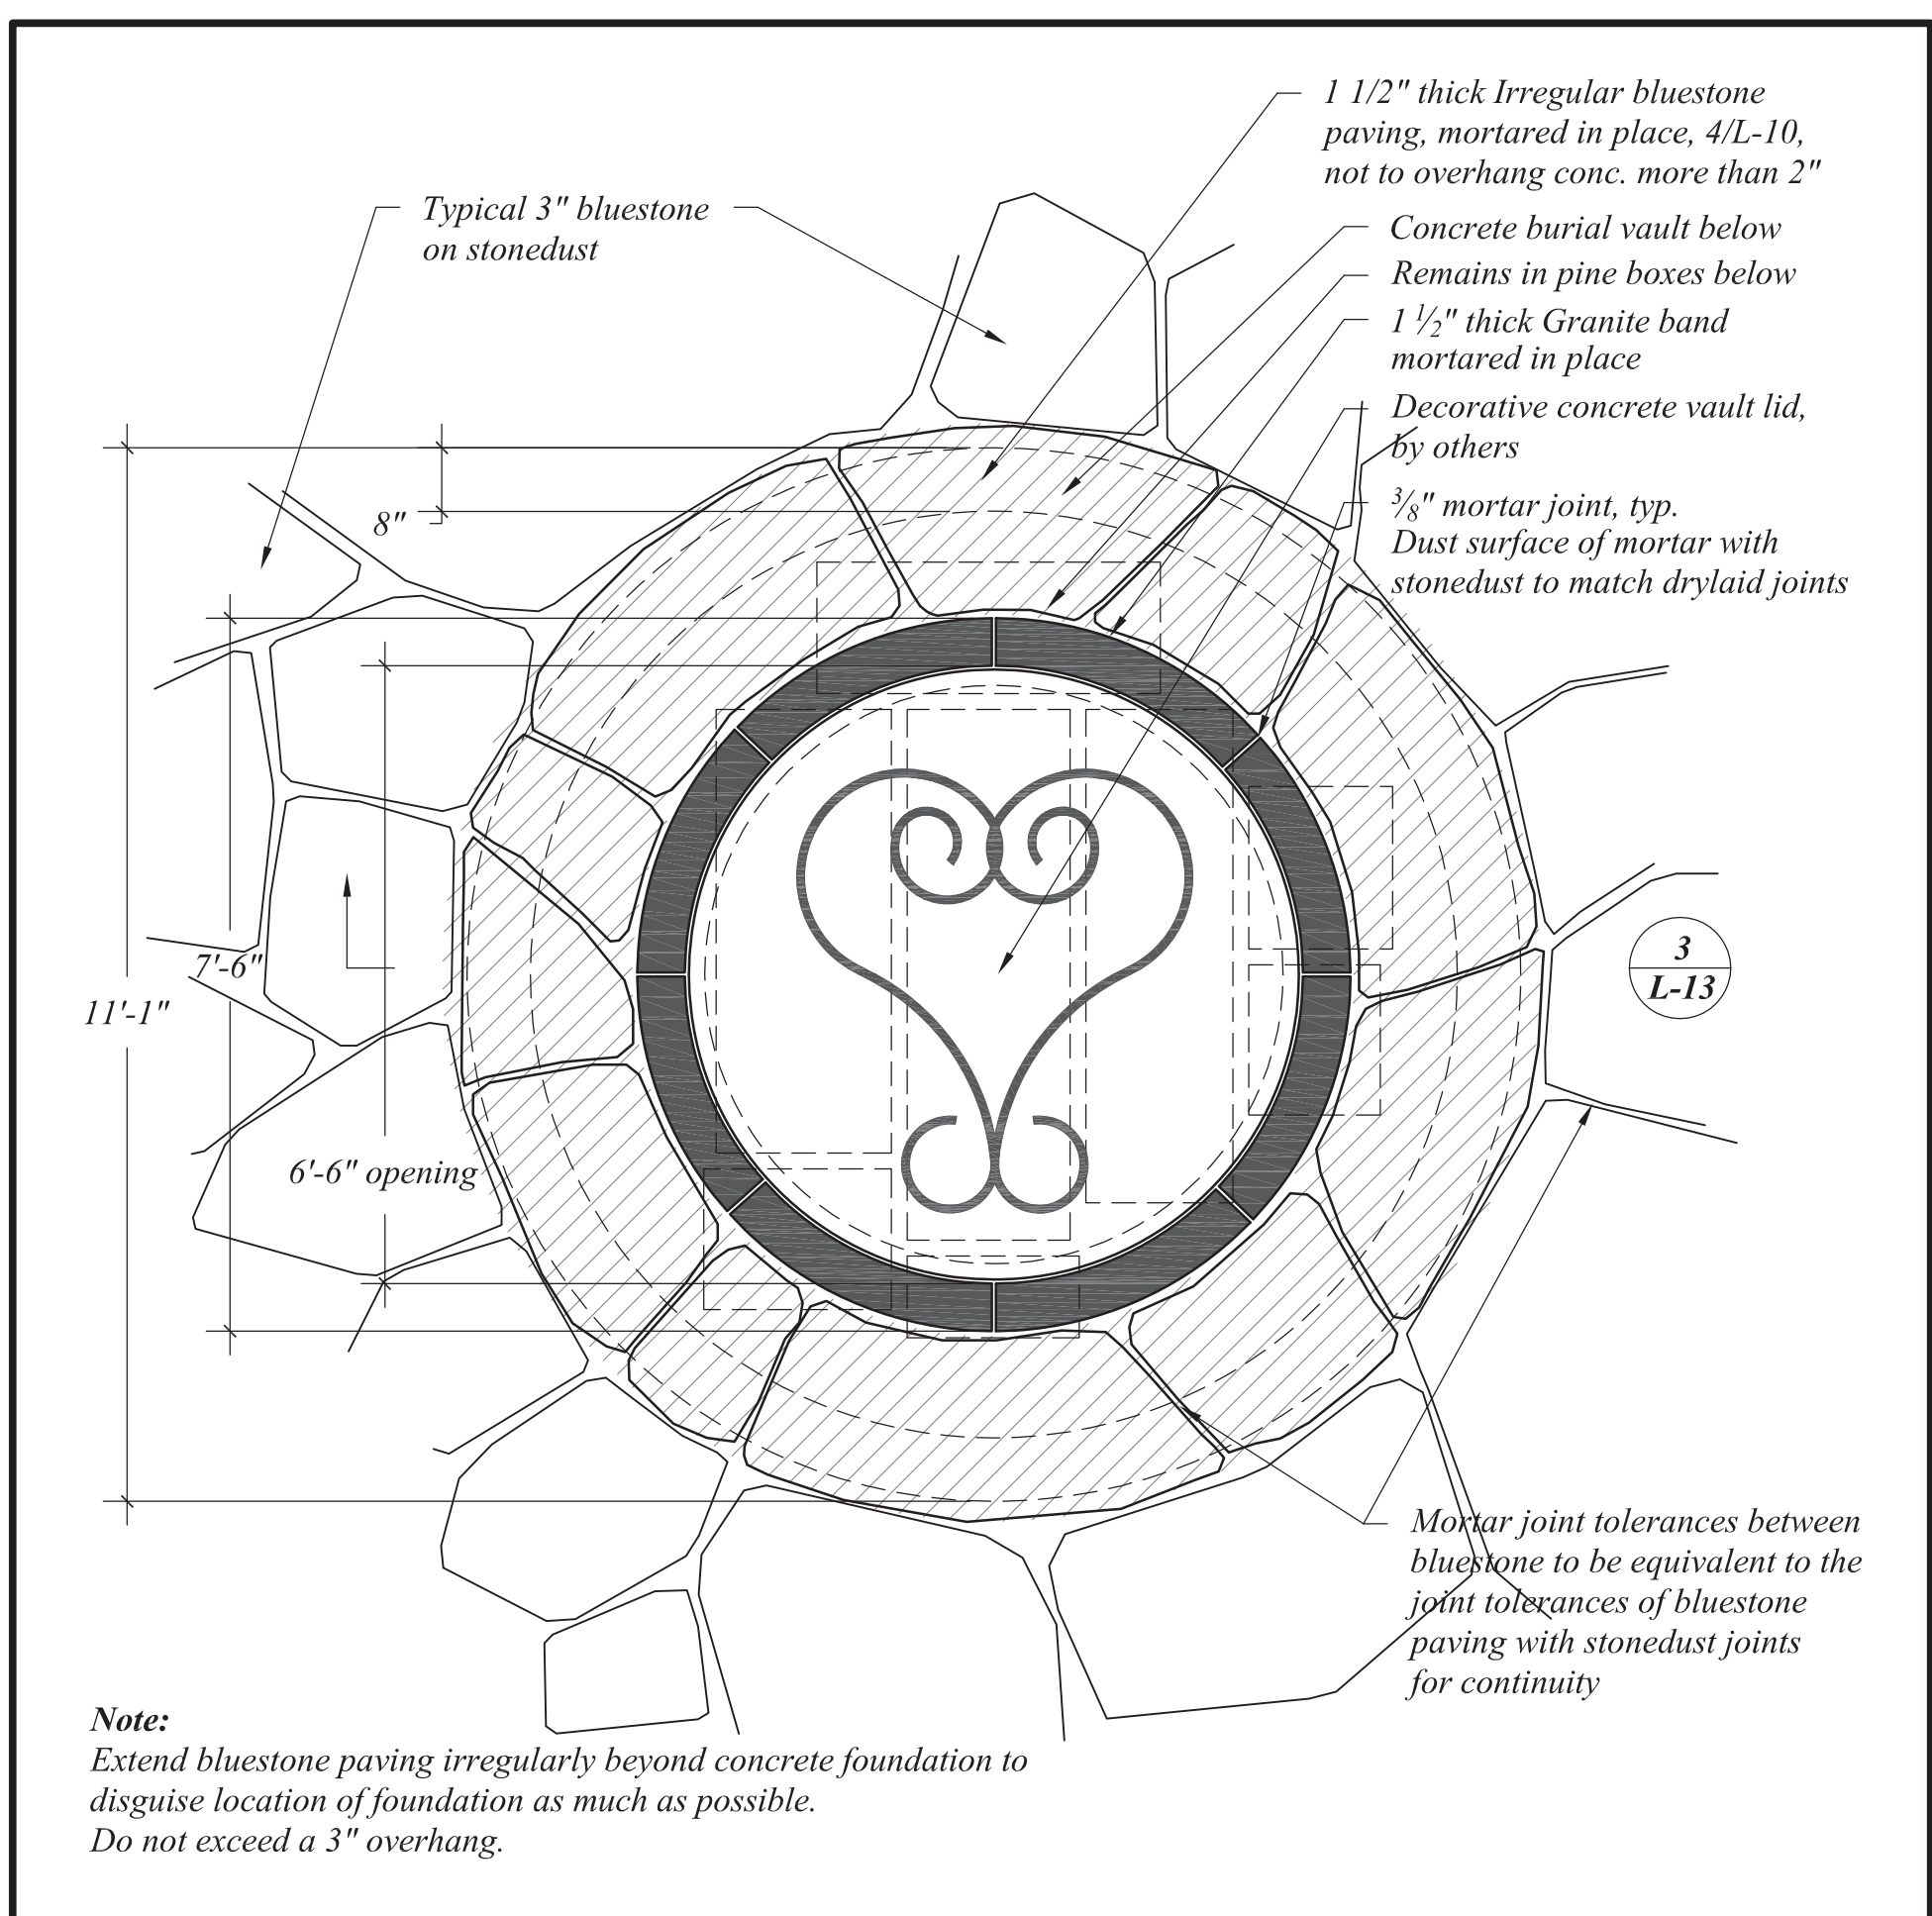 1 1/2" thick Irregular bluestone
paving, mortared in place, 4/L-10,
not to overhang conc. more than 2"
Typical 3" bluestone
on stonedust
Concrete burial vault below
Remains in pine boxes below
1 ½" thick Granite band
mortared in place
Decorative concrete vault lid,
by others
⅜" mortar joint, typ.
Dust surface of mortar with
stonedust to match drylaid joints
8"
7'-6"
11'-1"
6'-6" opening
3
L-13
Mortar joint tolerances between
bluestone to be equivalent to the
joint tolerances of bluestone
paving with stonedust joints
for continuity
Note:
Extend bluestone paving irregularly beyond concrete foundation to
disguise location of foundation as much as possible.
Do not exceed a 3" overhang.